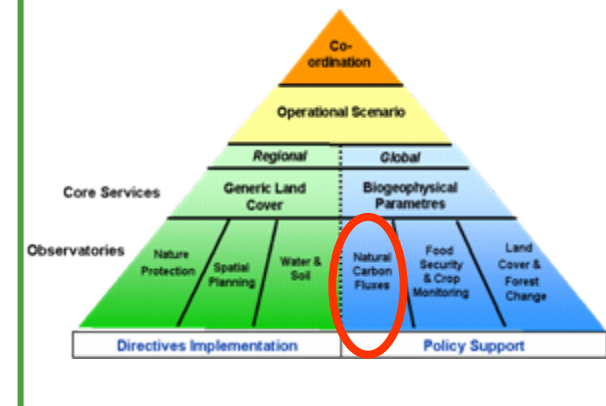 Co-
ordination
Operational Scenario
Regional
Global
Core Services
Generic Land
Cover
Biogeophysical
Parametres
Observatories
Nature
Protection
Spatial
Planning
Water &
Soil
Natural
Carbon
Fluxes
Food
Security
& Crop
Monitoring
Land
Cover &
Forest
Change
Directives Implementation
Policy Support